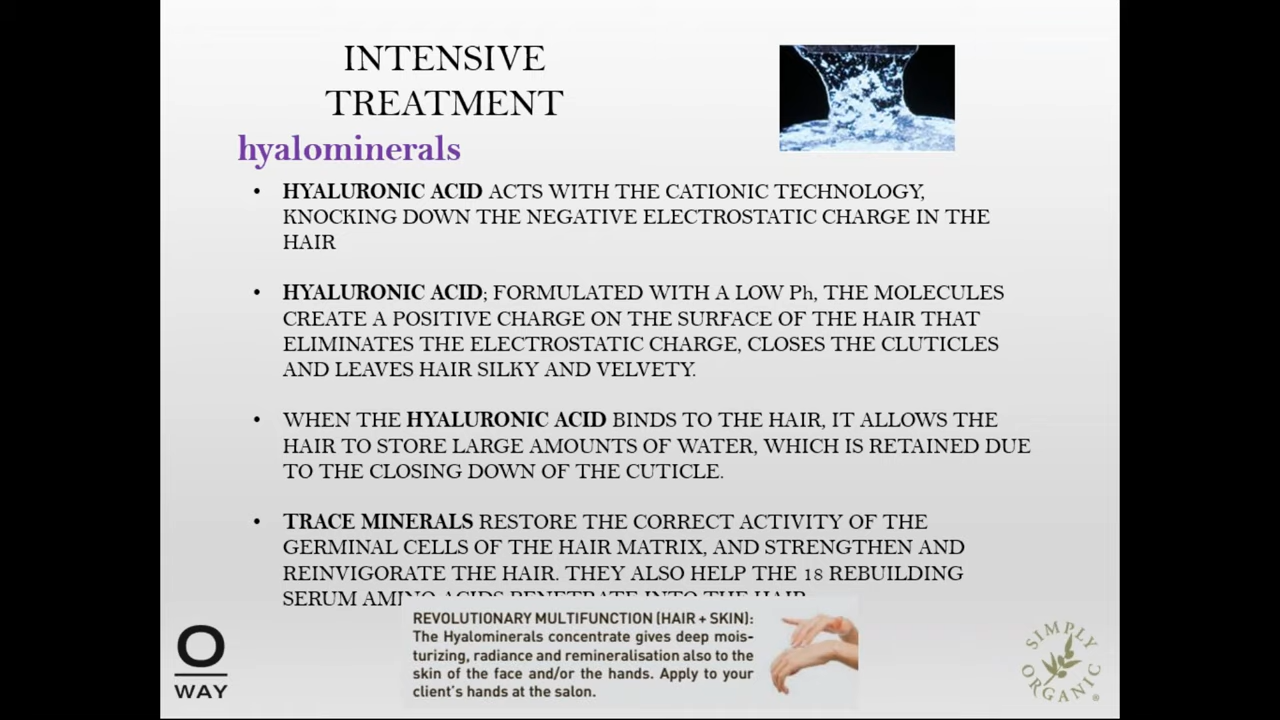 INTENSIVE
TREATMENT
hyalominerals
• HYALURONIC ACID ACTS WITH THE CATIONIC TECHNOLOGY,
KNOCKING DOWN THE NEGATIVE ELECTROSTATIC CHARGE IN THE
HAIR
• HYALURONIC ACID; FORMULATED WITH A LOW Ph, THE MOLECULES
CREATE A POSITIVE CHARGE ON THE SURFACE OF THE HAIR THAT
ELIMINATES THE ELECTROSTATIC CHARGE, CLOSES THE CLUTICLES
AND LEAVES HAIR SILKY AND VELVETY.
• WHEN THE HYALURONIC ACID BINDS TO THE HAIR, IT ALLOWS THE
HAIR TO STORE LARGE AMOUNTS OF WATER, WHICH IS RETAINED DUE
TO THE CLOSING DOWN OF THE CUTICLE.
• TRACE MINERALS RESTORE THE CORRECT ACTIVITY OF THE
GERMINAL CELLS OF THE HAIR MATRIX, AND STRENGTHEN AND
REINVIGORATE THE HAIR. THEY ALSO HELP THE 18 REBUILDING
SERUM AMINO ACIDS PENETRATE INTO THE HAIR
REVOLUTIONARY MULTIFUNCTION (HAIR + SKIN):
The Hyalominerals concentrate gives deep mois-
turizing, radiance and remineralisation also to the
skin of the face and/or the hands. Apply to your
client's hands at the salon.
O
WAY
SIMPLY
ORGANIC®